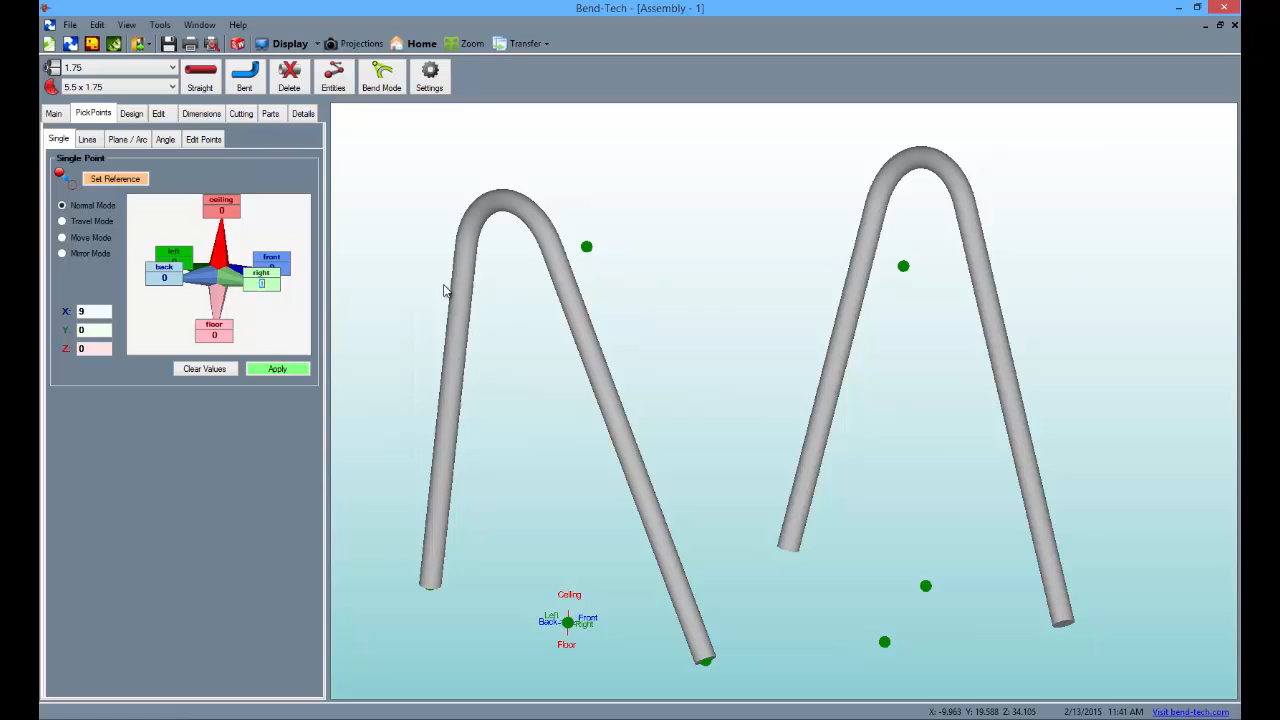 Bend-Tech - [Assembly - 1]
File Edit View Tools Window Help
Display Projections Home Zoom Transfer
1.75
5.5 x 1.75
Straight Bent Delete Entities Bend Mode Settings
Main PickPoints Design Edit Dimensions Cutting Parts Details
Single Lines Plane / Arc Angle Edit Points
Single Point
Set Reference
Normal Mode
Travel Mode
Move Mode
Mirror Mode
ceiling
0
left
front
back
0
right
floor
0
X: 9
Y: 0
Z: 0
Clear Values Apply
Ceiling
Left Front
Back Right
Floor
X: -9.963 Y: 19.588 Z: 34.105 2/13/2015 11:41 AM Visit bend-tech.com